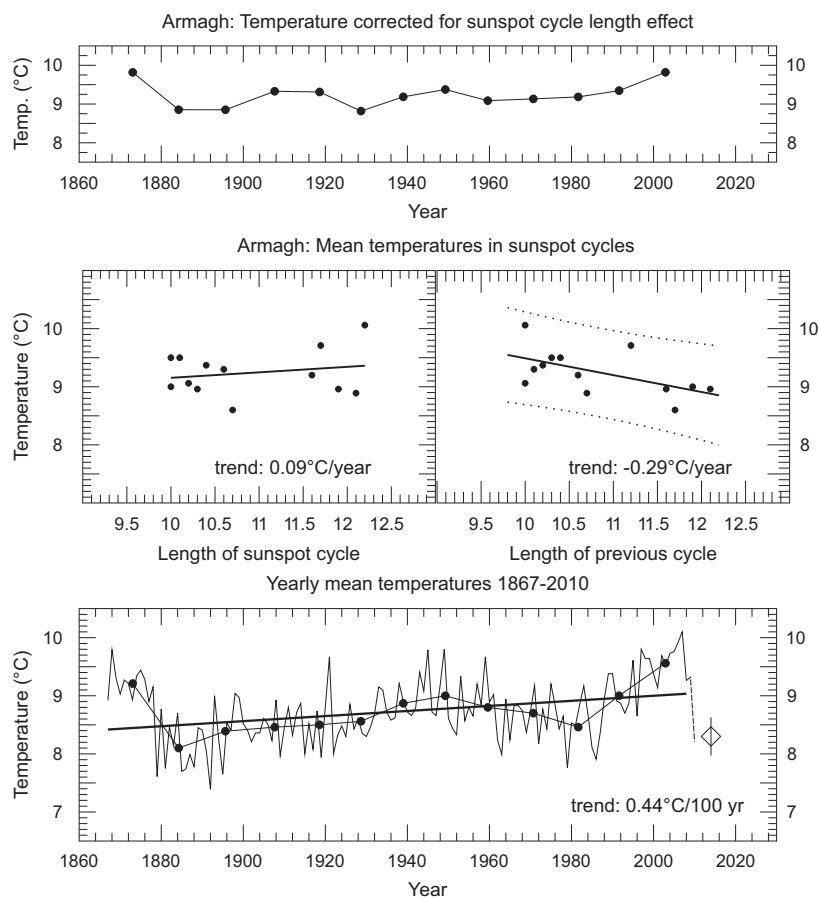 Armagh: Temperature corrected for sunspot cycle length effect
Temp. (°C)
10 10
9 9
8 8
1860 1880 1900 1920 1940 1960 1980 2000 2020
Year
Armagh: Mean temperatures in sunspot cycles
Temperature (°C)
10 10
9 9
8 8
trend: 0.09°C/year trend: -0.29°C/year
9.5 10 10.5 11 11.5 12 12.5 9.5 10 10.5 11 11.5 12 12.5
Length of sunspot cycle Length of previous cycle
Yearly mean temperatures 1867-2010
Temperature (°C)
10 10
9 9
8 8
7 7
trend: 0.44°C/100 yr
1860 1880 1900 1920 1940 1960 1980 2000 2020
Year